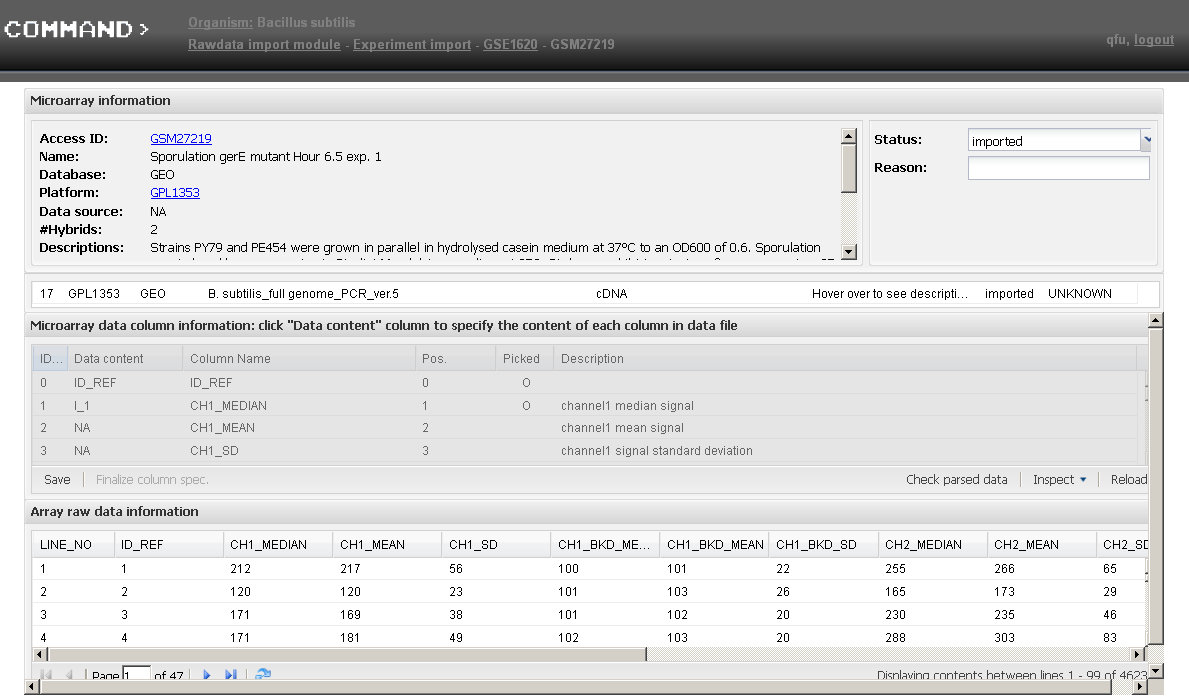 COMMAND>
Organism: Bacillus subtilis
Rawdata import module - Experiment import - GSE1620 - GSM27219
qfu, logout
Microarray information
Access ID: GSM27219
Name: Sporulation gerE mutant Hour 6.5 exp. 1
Database: GEO
Platform: GPL1353
Data source: NA
#Hybrids: 2
Descriptions: Strains PY79 and PE454 were grown in parallel in hydrolysed casein medium at 37ºC to an OD600 of 0.6. Sporulation
Status: imported
Reason:
17 GPL1353 GEO B. subtilis_full genome_PCR_ver.5 cDNA Hover over to see descripti... imported UNKNOWN
Microarray data column information: click "Data content" column to specify the content of each column in data file
ID... Data content Column Name Pos. Picked Description
0 ID_REF ID_REF 0 O
1 I_1 CH1_MEDIAN 1 O channel1 median signal
2 NA CH1_MEAN 2 channel1 mean signal
3 NA CH1_SD 3 channel1 signal standard deviation
Save Finalize column spec. Check parsed data Inspect Reload
Array raw data information
LINE_NO ID_REF CH1_MEDIAN CH1_MEAN CH1_SD CH1_BKD_ME... CH1_BKD_MEAN CH1_BKD_SD CH2_MEDIAN CH2_MEAN CH2_SD
1 1 212 217 56 100 101 22 255 266 65
2 2 120 120 23 101 103 26 165 173 29
3 3 171 169 38 101 102 20 230 235 46
4 4 171 181 49 102 103 20 288 303 83
Page 1 of 47 Displaying contents between lines 1 - 99 of 4623